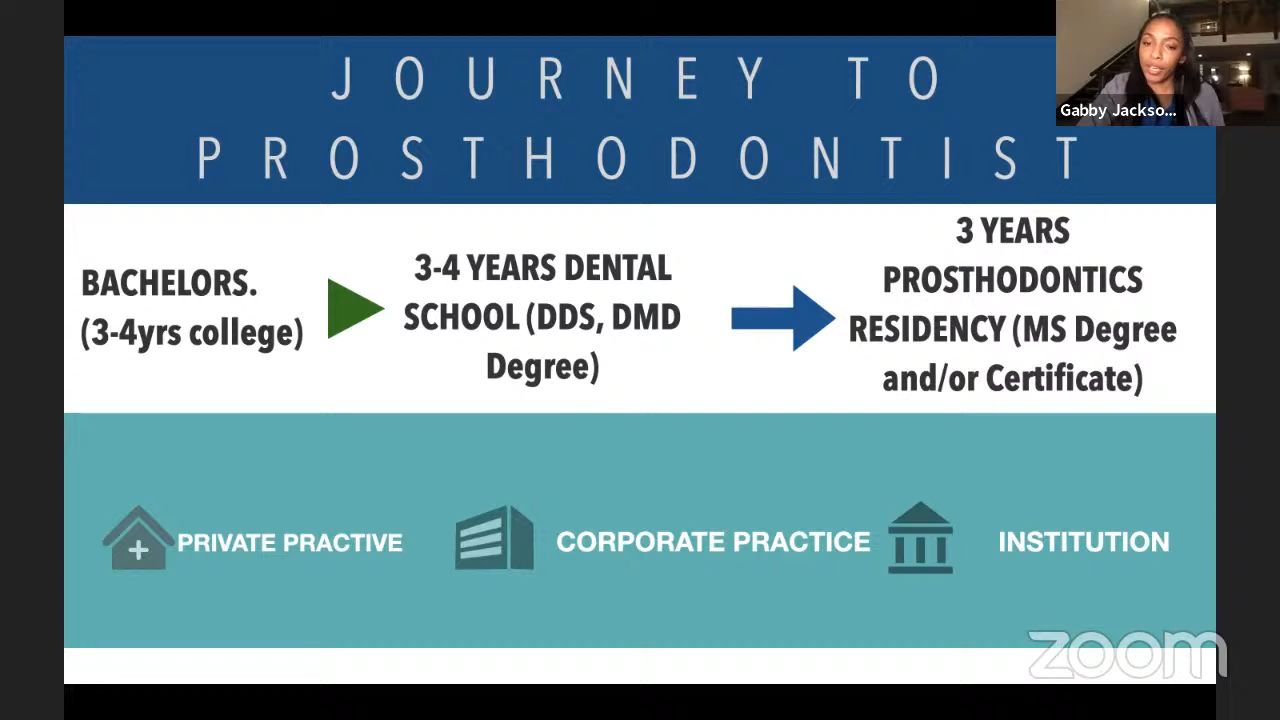 JOURNEY TO
PROSTHODONTIST
Gabby Jackso...
BACHELORS.
(3-4yrs college)
3-4 YEARS DENTAL
SCHOOL (DDS, DMD
Degree)
3 YEARS
PROSTHODONTICS
RESIDENCY (MS Degree
and/or Certificate)
PRIVATE PRACTIVE
CORPORATE PRACTICE
INSTITUTION
zoom